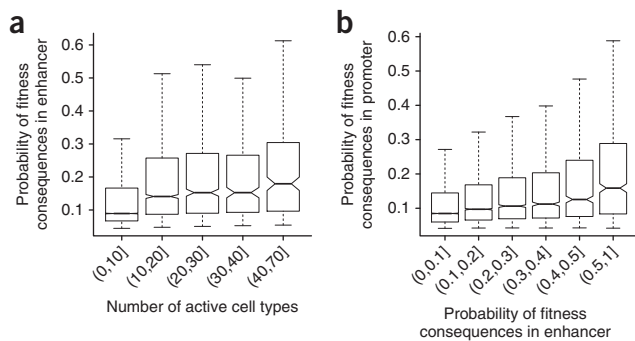 a
Probability of fitness
consequences in enhancer
0.6
0.5
0.4
0.3
0.2
0.1
(0,10]
(10,20]
(20,30]
(30,40]
(40,70]
Number of active cell types
b
Probability of fitness
consequences in promoter
0.6
0.5
0.4
0.3
0.2
0.1
(0,0.1]
(0.1,0.2]
(0.2,0.3]
(0.3,0.4]
(0.4,0.5]
(0.5,1]
Probability of fitness
consequences in enhancer